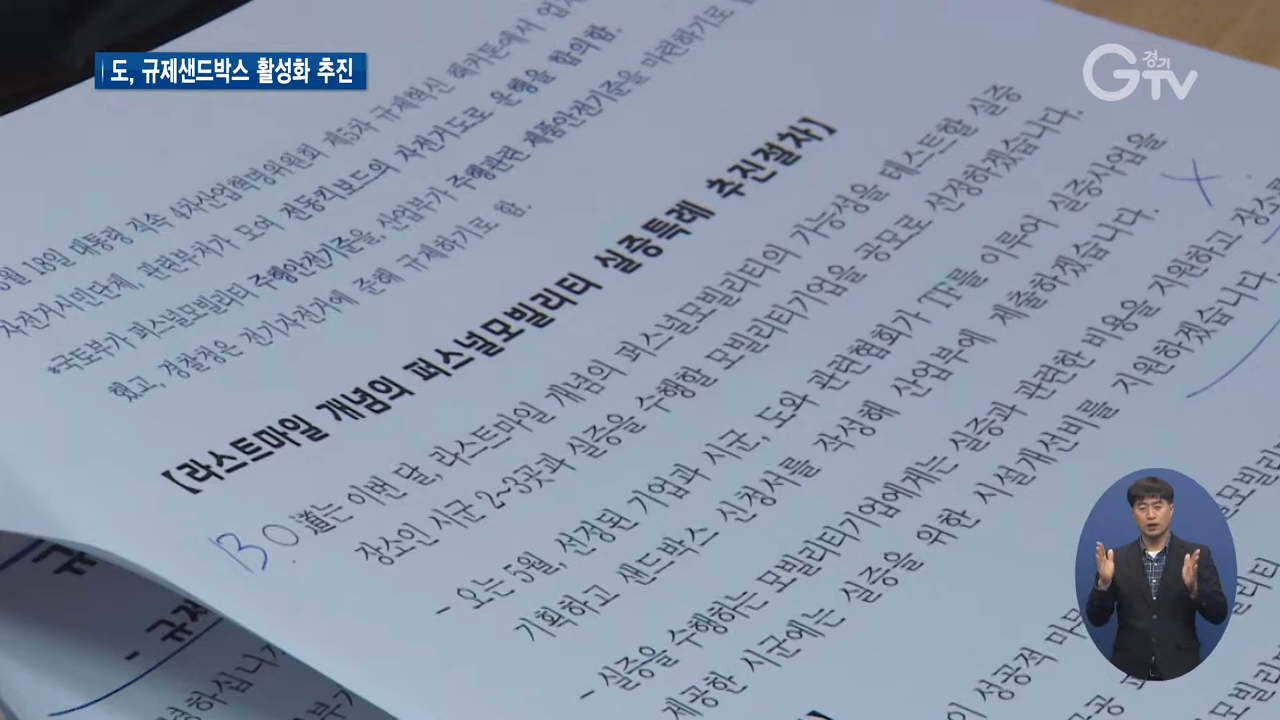 도, 규제샌드박스 활성화 추진
경기
GTV
월 18일 대통령 직속 4차산업혁명위원회 제5차 규제혁신 해커톤에서 업계
자전거시민단체, 관련부처가 모여 전동킥보드의 자전거도로 운행을 합의함.
*국토부가 퍼스널모빌리티 주행안전기준을, 산업부가 주행관련 제품안전기준을 마련하기로
했고, 경찰청은 전기자전거에 준해 규제하기로 함.
【라스트마일 개념의 퍼스널모빌리티 실증특례 추진절차】
13. ○ 道는 이번 달, 라스트마일 개념의 퍼스널모빌리티의 가능성을 테스트할 실증
장소인 시군 2~3곳과 실증을 수행할 모빌리티기업을 공모로 선정하겠습니다.
- 오는 5월, 선정된 기업과 시군, 도와 관련협회가 TF를 이루어 실증사업을
기획하고 샌드박스 신청서를 작성해 산업부에 제출하겠습니다.
- 실증을 수행하는 모빌리티기업에게는 실증과 관련한 비용을 지원하고 장소를
제공한 시군에는 실증을 위한 시설개선비를 지원하겠습니다
성공적
- 규제
하십니까